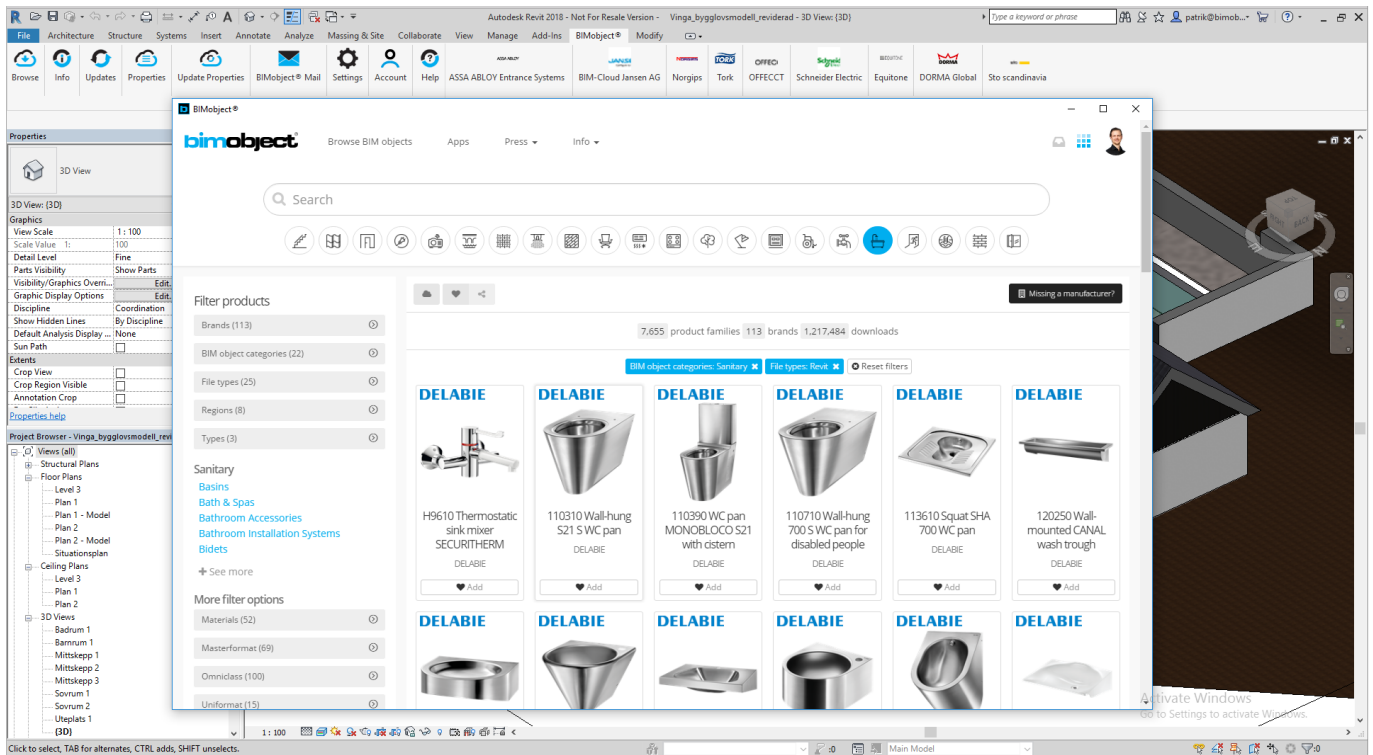 Autodesk Revit 2018 - Not For Resale Version - Vinga_bygglovsmodell_reviderad - 3D View: {3D}
Type a keyword or phrase
patrik@bimob...
File Architecture Structure Systems Insert Annotate Analyze Massing & Site Collaborate View Manage Add-Ins BIMobject® Modify
Browse Info Updates Properties Update Properties BIMobject® Mail Settings Account Help ASSA ABLOY Entrance Systems BIM-Cloud Jansen AG Norgips Tork OFFECCT Schneider Electric Equitone DORMA Global Sto scandinavia
BIMobject®
Properties
3D View
3D View: {3D}
Graphics
View Scale 1 : 100
Scale Value 1: 100
Detail Level Fine
Parts Visibility Show Parts
Visibility/Graphics Overri... Edit.
Graphic Display Options Edit.
Discipline Coordination
Show Hidden Lines By Discipline
Default Analysis Display ... None
Sun Path
Extents
Crop View
Crop Region Visible
Annotation Crop
Properties help
Project Browser - Vinga_bygglovsmodell_revi
Views (all)
Structural Plans
Floor Plans
Level 3
Plan 1
Plan 1 - Model
Plan 2
Plan 2 - Model
Situationsplan
Ceiling Plans
Level 3
Plan 1
Plan 2
3D Views
Badrum 1
Barnrum 1
Mittskepp 1
Mittskepp 2
Mittskepp 3
Sovrum 1
Sovrum 2
Uteplats 1
{3D}
bimobject®
Browse BIM objects Apps Press Info
Search
Filter products
Brands (113)
BIM object categories (22)
File types (25)
Regions (8)
Types (3)
Sanitary
Basins
Bath & Spas
Bathroom Accessories
Bathroom Installation Systems
Bidets
See more
More filter options
Materials (52)
Masterformat (69)
Omniclass (100)
Uniformat (15)
Missing a manufacturer?
7,655 product families 113 brands 1,217,484 downloads
BIM object categories: Sanitary File types: Revit Reset filters
DELABIE DELABIE DELABIE DELABIE DELABIE DELABIE
H9610 Thermostatic
sink mixer
SECURITHERM
DELABIE
Add
110310 Wall-hung
S21 S WC pan
DELABIE
Add
110390 WC pan
MONOBLOCO S21
with cistern
DELABIE
Add
110710 Wall-hung
700 S WC pan for
disabled people
DELABIE
Add
113610 Squat SHA
700 WC pan
DELABIE
Add
120250 Wall-
mounted CANAL
wash trough
DELABIE
Add
DELABIE DELABIE DELABIE DELABIE DELABIE DELABIE
Activate Windows
Go to Settings to activate Windows.
1 : 100
Click to select, TAB for alternates, CTRL adds, SHIFT unselects.
:0
Main Model
:0